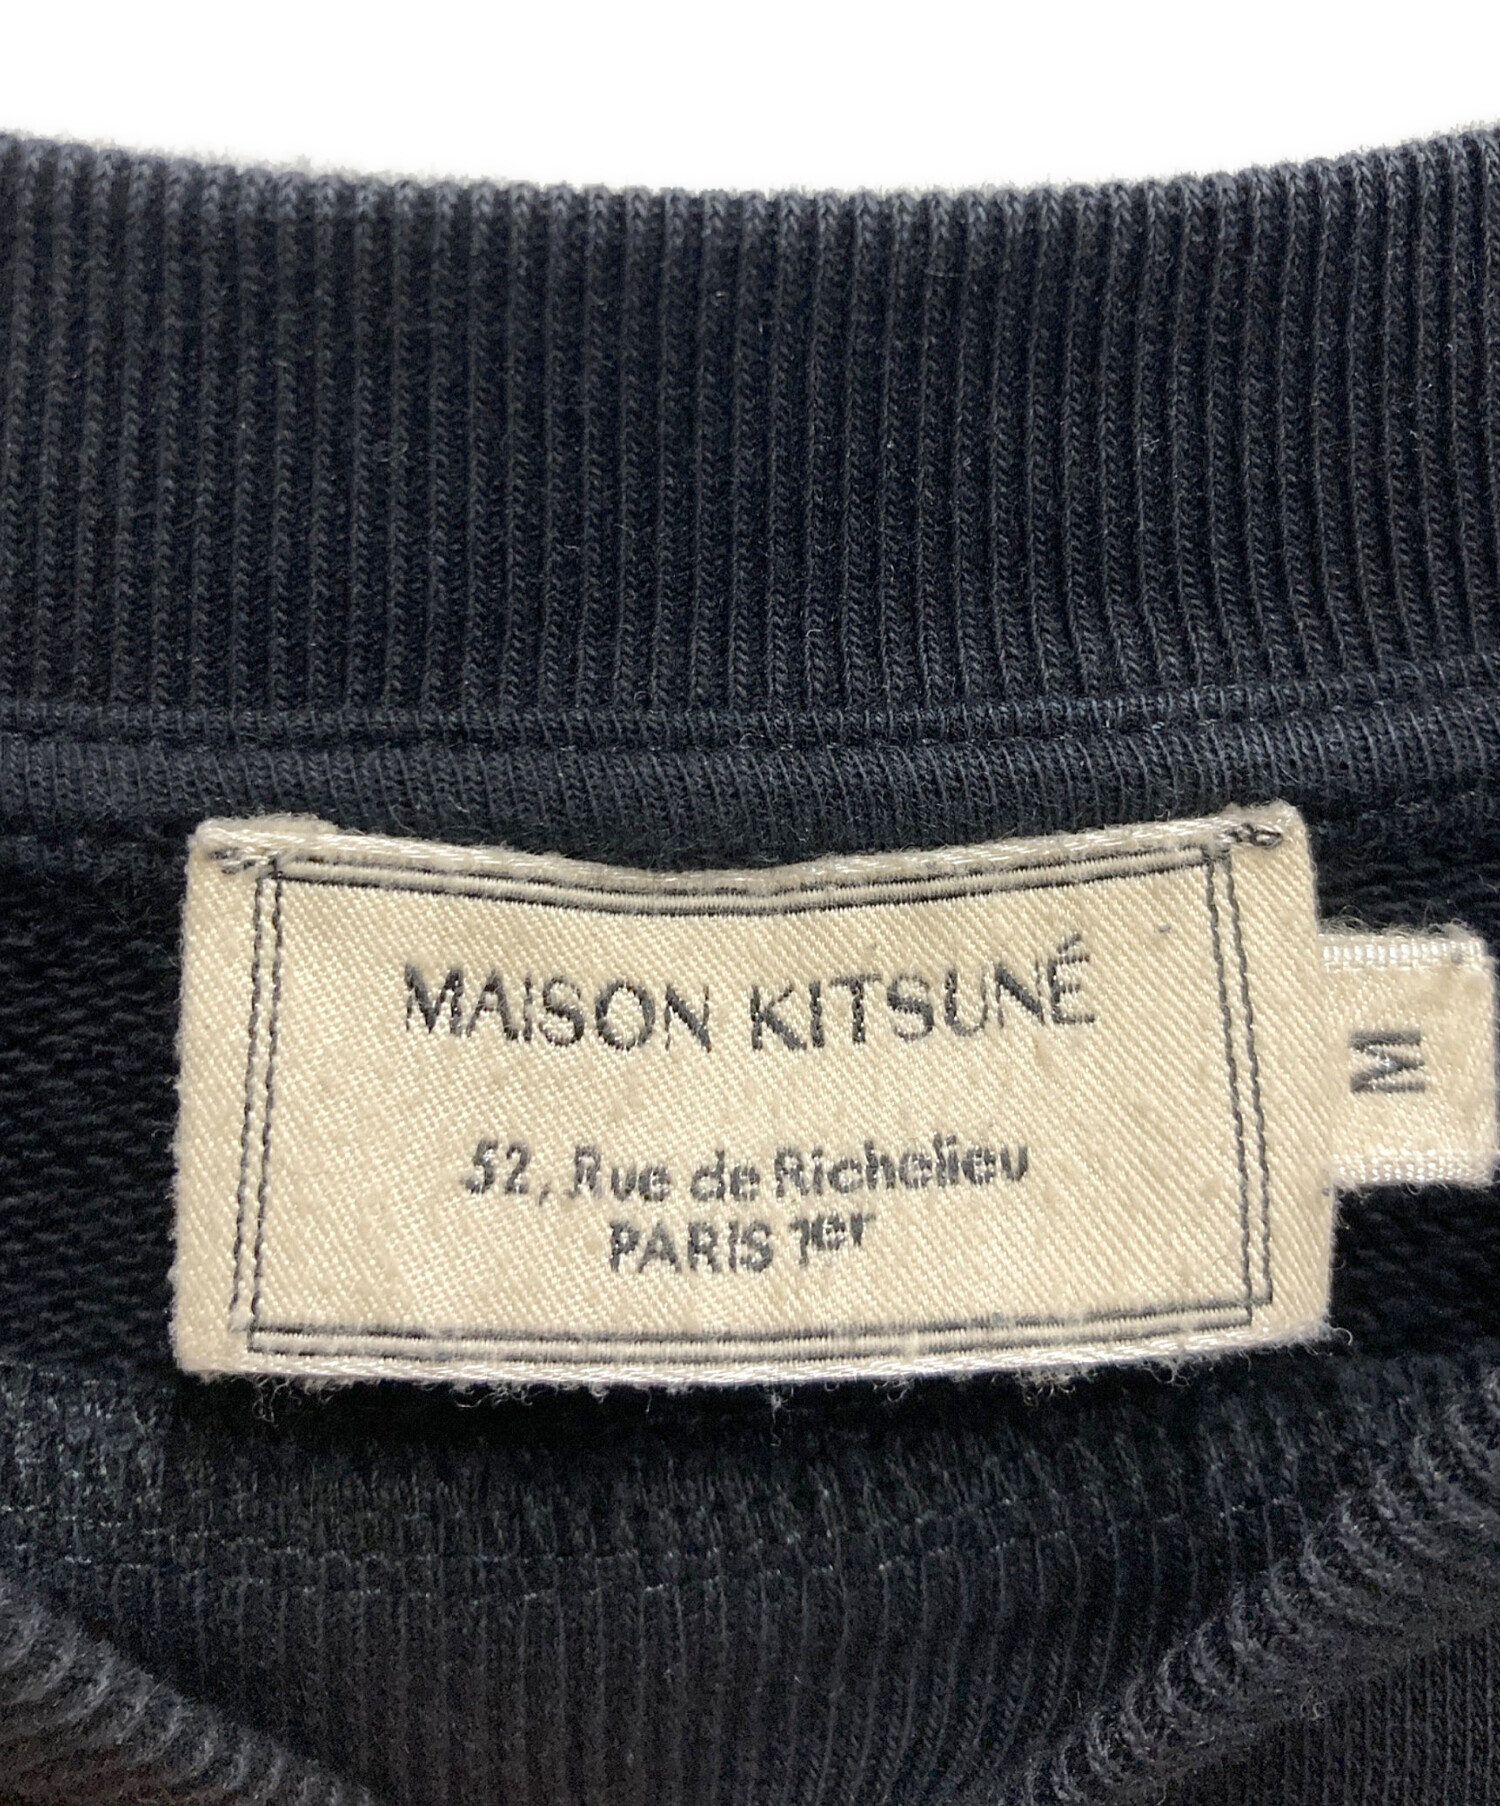 MAISON KITSUNÉ
52, Rue de Richelieu
PARIS 1er
M